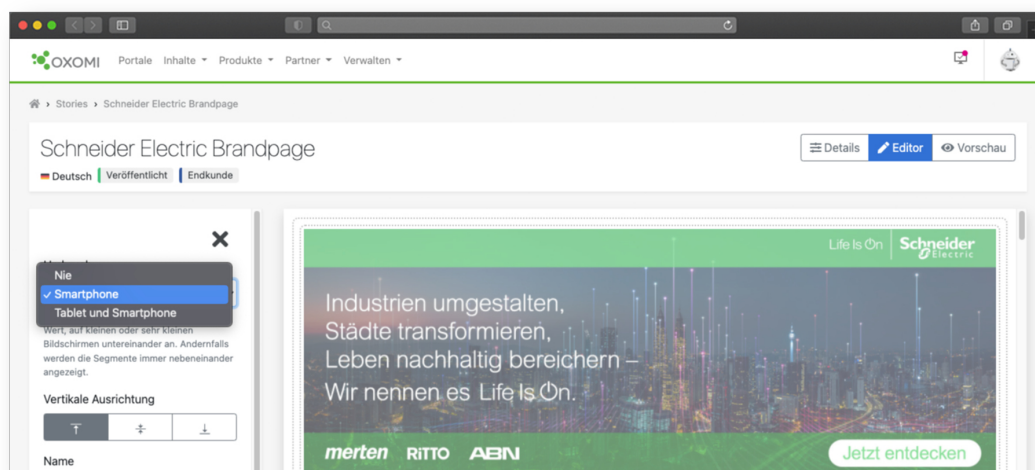 OXOMI Portale Inhalte Produkte Partner Verwalten
Stories › Schneider Electric Brandpage
Schneider Electric Brandpage
Details Editor Vorschau
Deutsch Veröffentlicht Endkunde
Nie
✓ Smartphone
Tablet und Smartphone
Wert, auf kleinen oder sehr kleinen
Bildschirmen untereinander an. Andernfalls
werden die Segmente immer nebeneinander
angezeigt.
Vertikale Ausrichtung
Name
Life Is On Schneider
Electric
Industrien umgestalten,
Städte transformieren,
Leben nachhaltig bereichern –
Wir nennen es Life Is On.
merten RITTO ABN
Jetzt entdecken